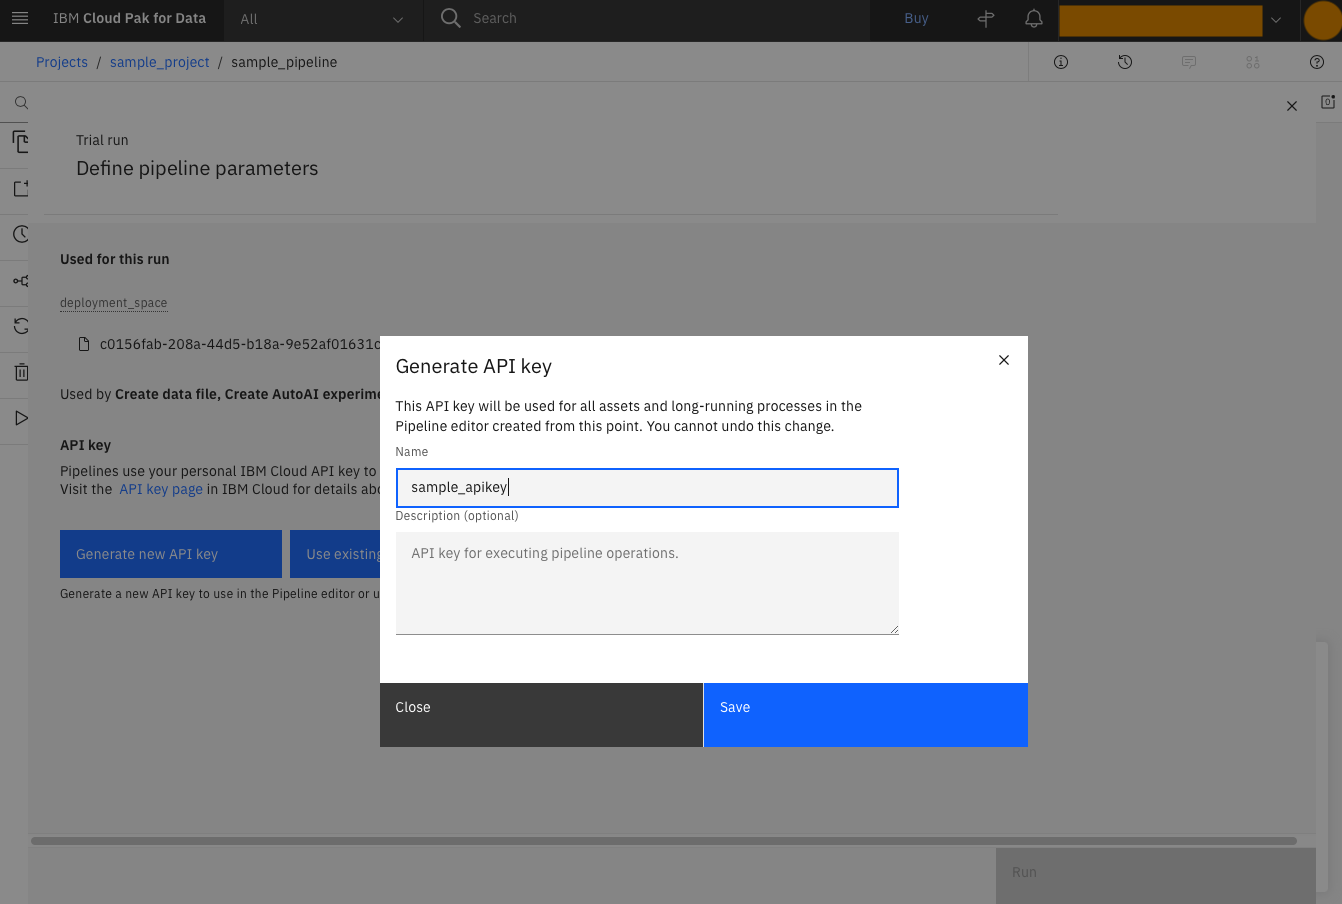 IBM Cloud Pak for Data
All
Search
Buy
Projects / sample_project / sample_pipeline
Trial run
Define pipeline parameters
Used for this run
deployment_space
c0156fab-208a-44d5-b18a-9e52af01631c
Used by Create data file, Create AutoAI experime
API key
Pipelines use your personal IBM Cloud API key to
Visit the API key page in IBM Cloud for details abo
Generate new API key
Use existing
Generate a new API key to use in the Pipeline editor or u
Generate API key
This API key will be used for all assets and long-running processes in the
Pipeline editor created from this point. You cannot undo this change.
Name
sample_apikey
Description (optional)
API key for executing pipeline operations.
Close
Save
Run